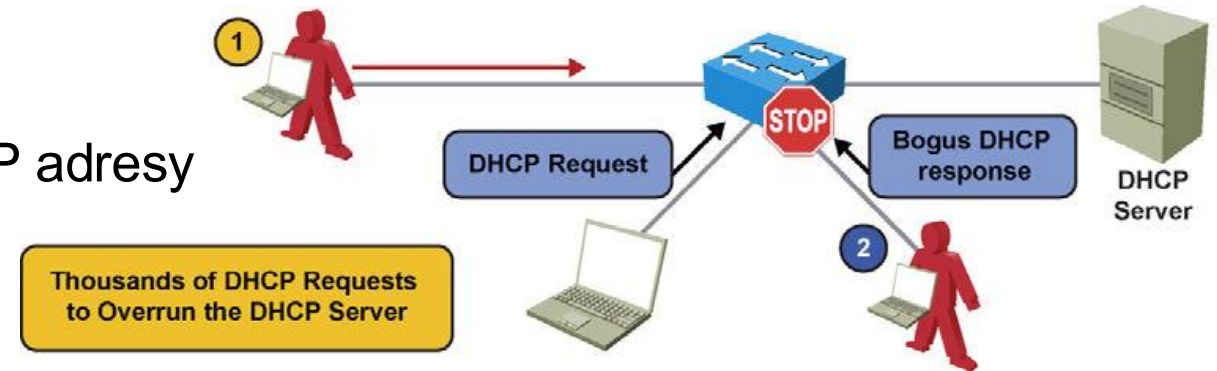 1
STOP
DHCP Request
Bogus DHCP
response
DHCP
Server
P adresy
2
Thousands of DHCP Requests
to Overrun the DHCP Server